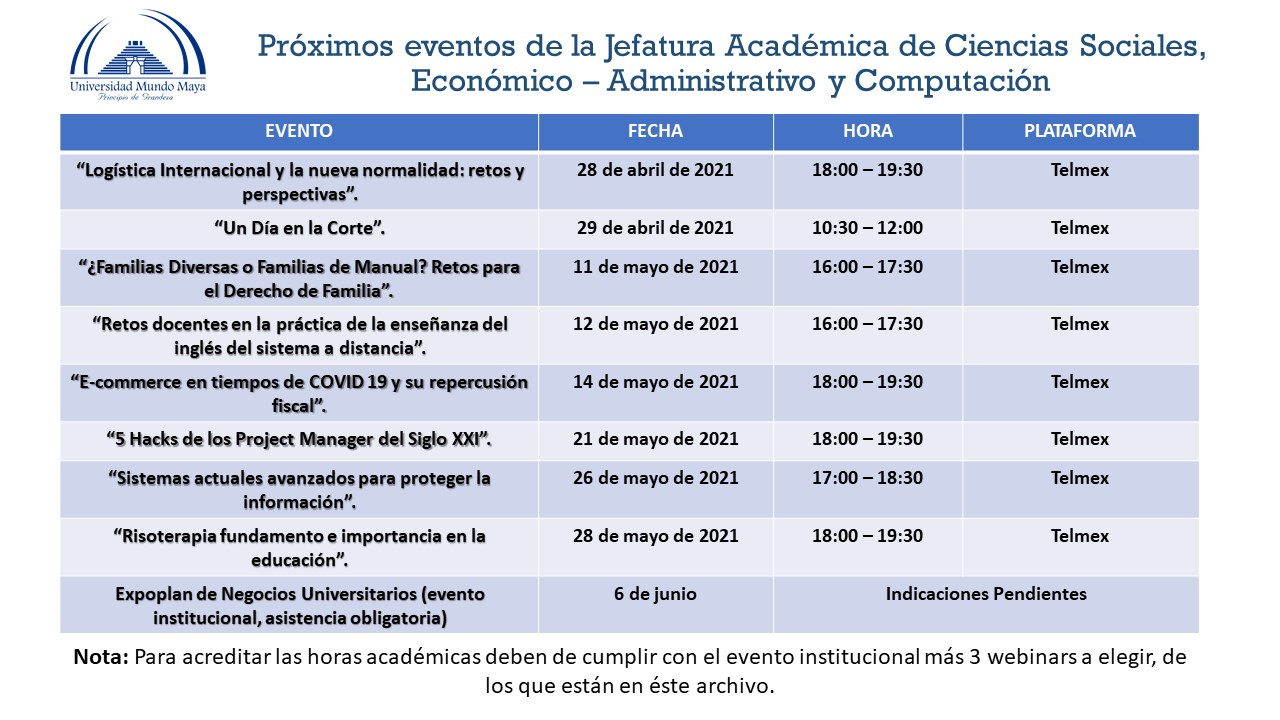 Universidad Mundo Maya
Principio de Grandeza
Próximos eventos de la Jefatura Académica de Ciencias Sociales,
Económico – Administrativo y Computación
EVENTO FECHA HORA PLATAFORMA
“Logística Internacional y la nueva normalidad: retos y
perspectivas”.
28 de abril de 2021 18:00 – 19:30 Telmex
“Un Día en la Corte”. 29 de abril de 2021 10:30 – 12:00 Telmex
“¿Familias Diversas o Familias de Manual? Retos para
el Derecho de Familia”.
11 de mayo de 2021 16:00 – 17:30 Telmex
“Retos docentes en la práctica de la enseñanza del
inglés del sistema a distancia”.
12 de mayo de 2021 16:00 – 17:30 Telmex
“E-commerce en tiempos de COVID 19 y su repercusión
fiscal”.
14 de mayo de 2021 18:00 – 19:30 Telmex
“5 Hacks de los Project Manager del Siglo XXI”. 21 de mayo de 2021 18:00 – 19:30 Telmex
“Sistemas actuales avanzados para proteger la
información”.
26 de mayo de 2021 17:00 – 18:30 Telmex
“Risoterapia fundamento e importancia en la
educación”.
28 de mayo de 2021 18:00 – 19:30 Telmex
Expoplan de Negocios Universitarios (evento
institucional, asistencia obligatoria)
6 de junio Indicaciones Pendientes
Nota: Para acreditar las horas académicas deben de cumplir con el evento institucional más 3 webinars a elegir, de
los que están en éste archivo.